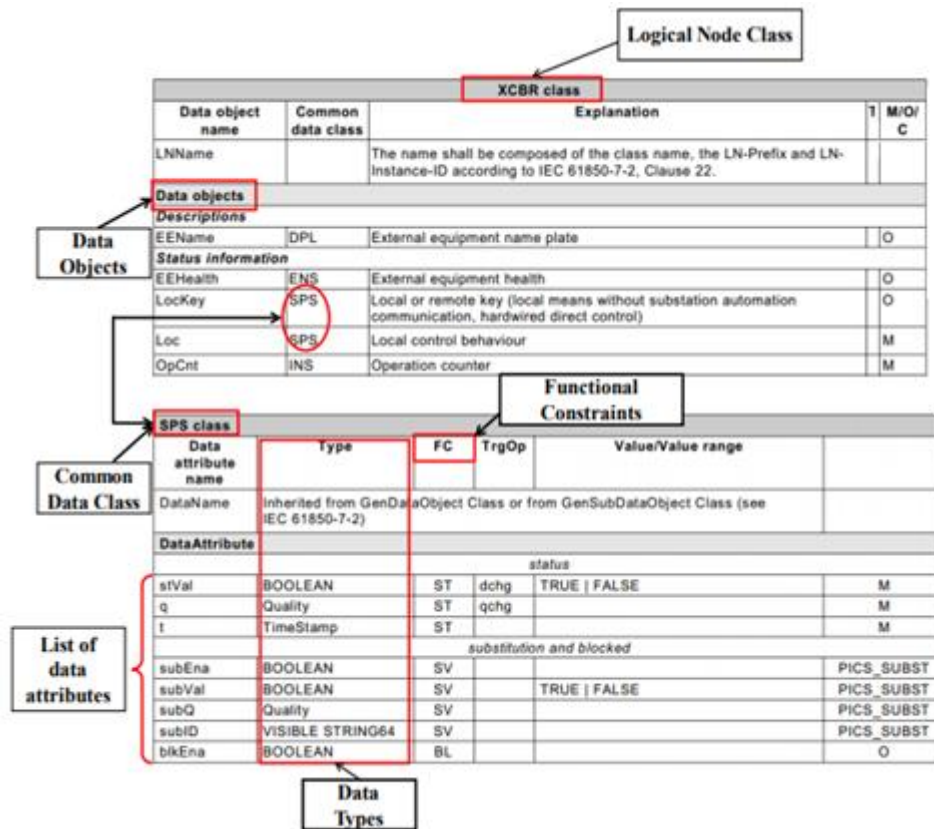 Logical Node Class
XCBR class
Data object name Common data class Explanation T M/O/C
LNName The name shall be composed of the class name, the LN-Prefix and LN-
Instance-ID according to IEC 61850-7-2, Clause 22.
Data objects
Descriptions
Data Objects
EEName DPL External equipment name plate O
Status information
EEHealth ENS External equipment health O
LocKey SPS Local or remote key (local means without substation automation
communication, hardwired direct control) O
Loc SPS Local control behaviour M
OpCnt INS Operation counter M
Functional Constraints
SPS class
Common Data Class
Data attribute name Type FC TrgOp Value/Value range
DataName Inherited from GenDataObject Class or from GenSubDataObject Class (see
IEC 61850-7-2)
DataAttribute
status
stVal BOOLEAN ST dchg TRUE | FALSE M
q Quality ST qchg M
t TimeStamp ST M
List of data attributes
substitution and blocked
subEna BOOLEAN SV PICS_SUBST
subVal BOOLEAN SV TRUE | FALSE PICS_SUBST
subQ Quality SV PICS_SUBST
subID VISIBLE STRING64 SV PICS_SUBST
blkEna BOOLEAN BL O
Data Types